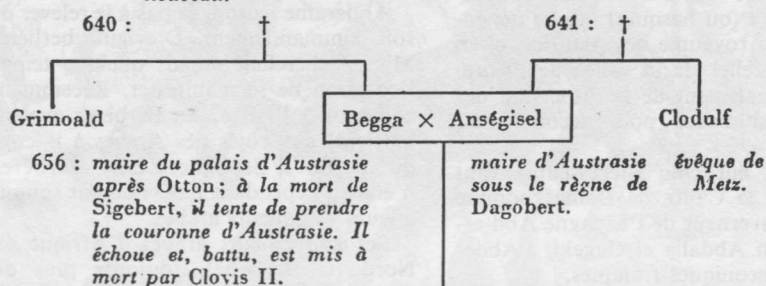 640 †
641 : †
Grimoald
Begga × Anségisel
Clodulf
656 : maire du palais d'Austrasie
après Otton ; à la mort de
Sigebert, il tente de prendre
la couronne d'Austrasie. Il
échoue et, battu, est mis à
mort par Clovis II.
maire d'Austrasie
sous le règne de
Dagobert.
évêque de
Metz.